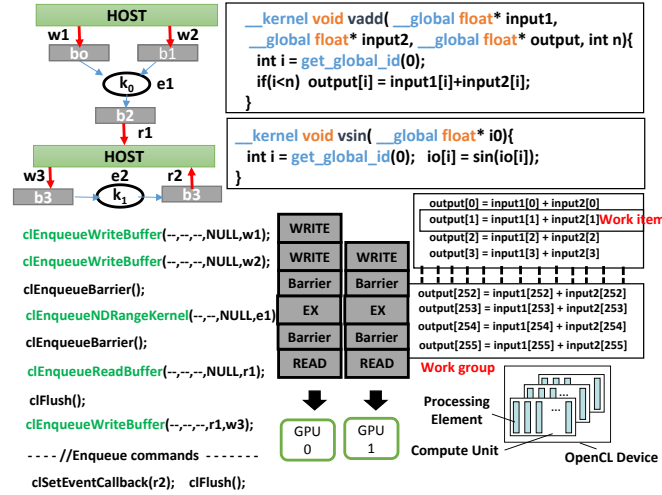 HOST
w1
w2
bo
b1
k0
e1
b2
r1
HOST
w3
e2
r2
b3
k1
b3
__kernel void vadd( __global float* input1,
__global float* input2, __global float* output, int n){
int i = get_global_id(0);
if(i<n) output[i] = input1[i]+input2[i];
}
__kernel void vsin( __global float* i0){
int i = get_global_id(0); io[i] = sin(io[i]);
}
clEnqueueWriteBuffer(--,--,--,NULL,w1);
clEnqueueWriteBuffer(--,--,--,NULL,w2);
clEnqueueBarrier();
clEnqueueNDRangeKernel(--,--,NULL,e1)
clEnqueueBarrier();
clEnqueueReadBuffer(--,--,--,NULL,r1);
clFlush();
clEnqueueWriteBuffer(--,--,--,r1,w3);
- - - - //Enqueue commands - - - - - - -
clSetEventCallback(r2); clFlush();
WRITE
WRITE
Barrier
EX
Barrier
READ
WRITE
Barrier
EX
Barrier
READ
GPU
0
GPU
1
output[0] = input1[0] + input2[0]
output[1] = input1[1] + input2[1] Work item
output[2] = input1[2] + input2[2]
output[3] = input1[3] + input2[3]
output[252] = input1[252] + input2[252]
output[253] = input1[253] + input2[253]
output[254] = input1[254] + input2[254]
output[255] = input1[255] + input2[255]
Work group
Processing
Element
Compute Unit
OpenCL Device